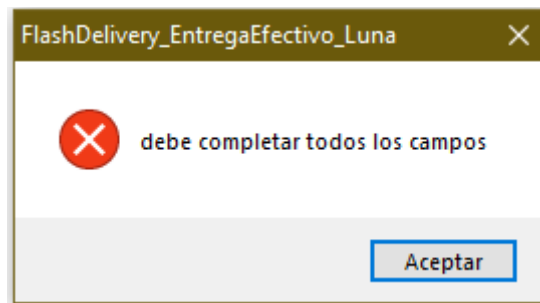 FlashDelivery_EntregaEfectivo_Luna
debe completar todos los campos
Aceptar